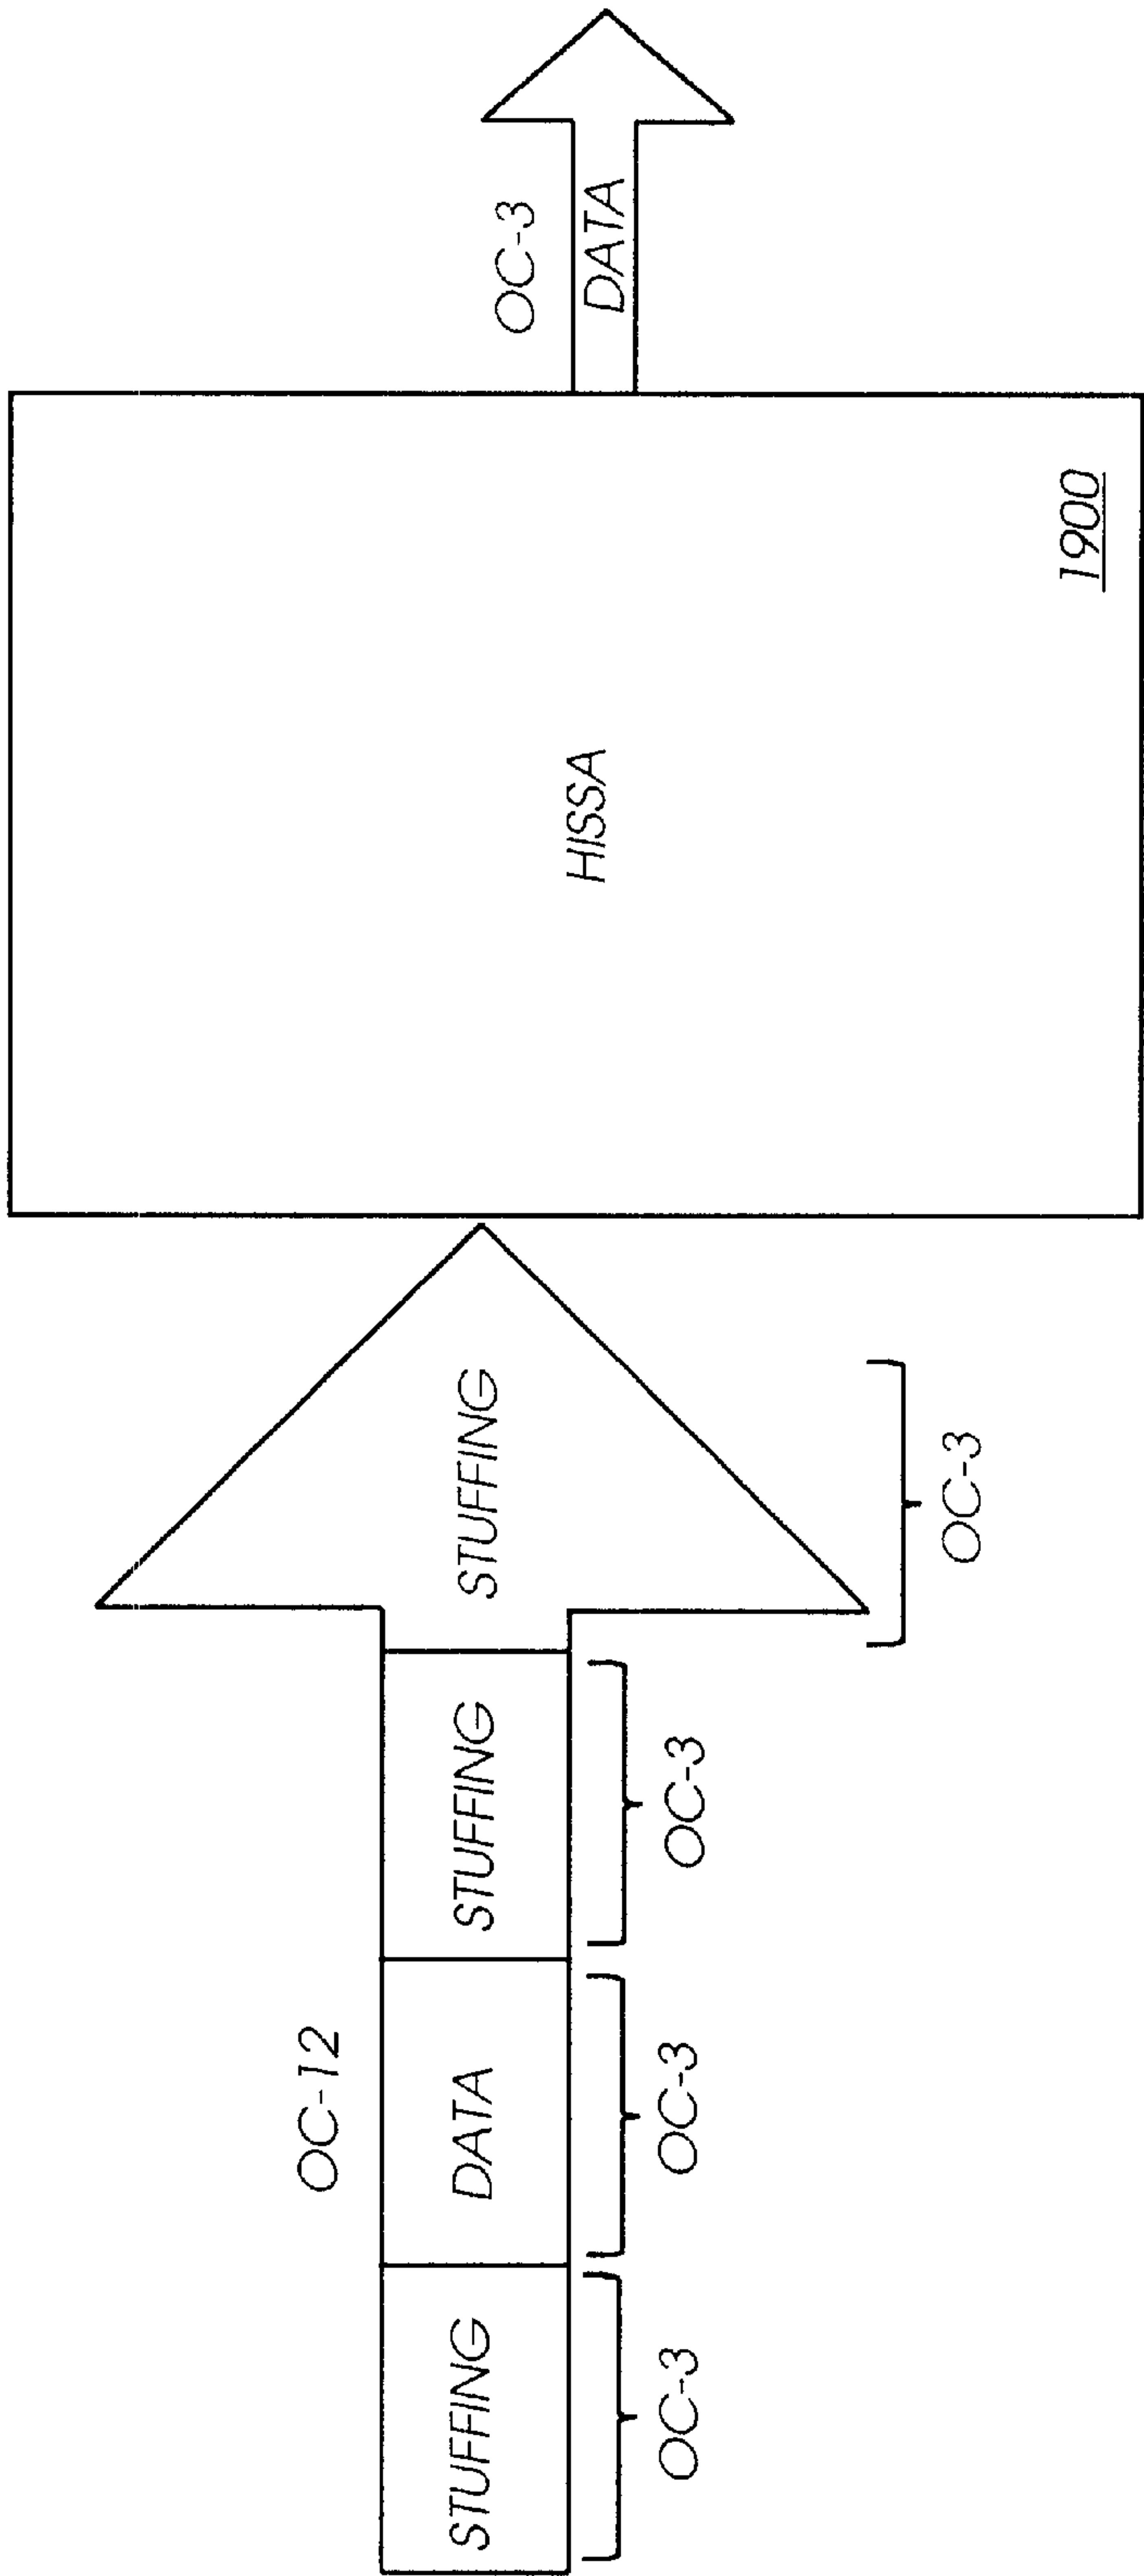 OC-12
STUFFING
DATA
STUFFING
STUFFING
OC-3
OC-3
OC-3
OC-3
HISSA
1900
OC-3
DATA